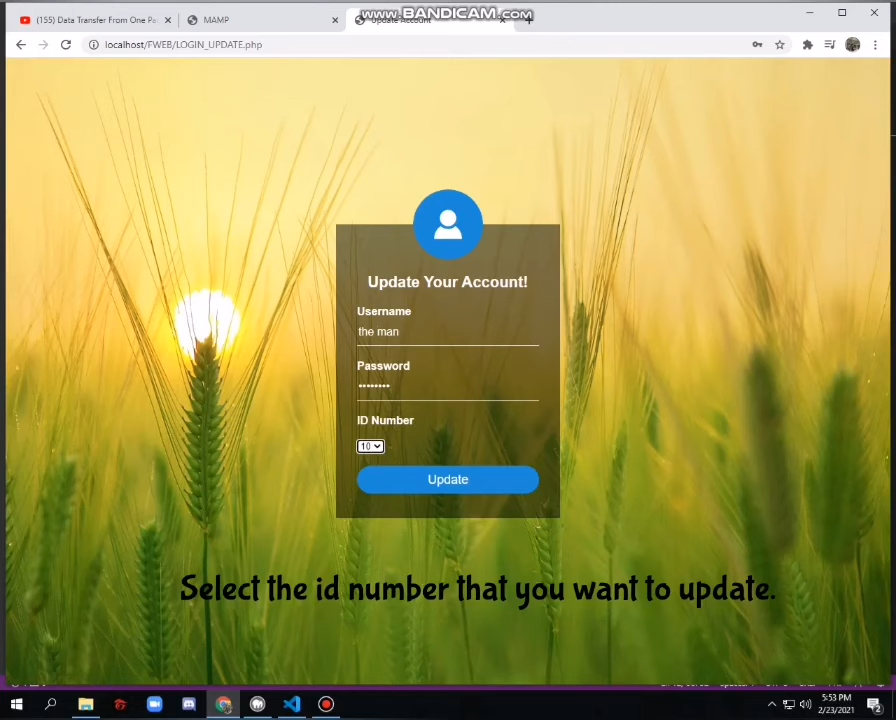 (155) Data Transfer From One Pa
MAMP
Update Account
www.BANDICAM.com
localhost/FWEB/LOGIN_UPDATE.php
Update Your Account!
Username
the man
Password
••••••••
ID Number
10
Update
Select the id number that you want to update.
5:53 PM
2/23/2021
2